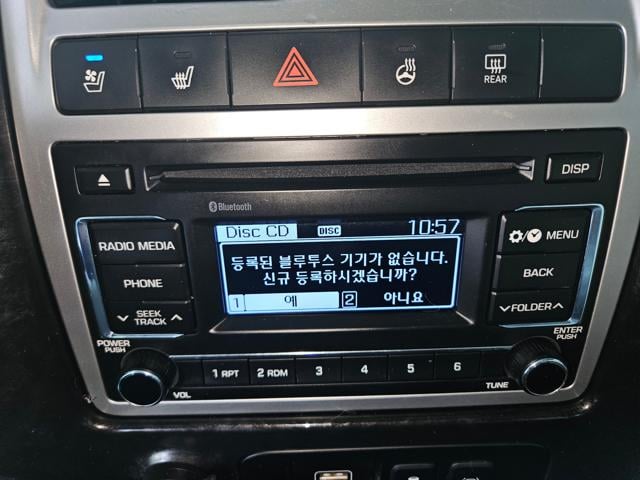 REAR
DISP
Bluetooth
Disc CD DISC 10:57
RADIO MEDIA
MENU
등록된 블루투스 기기가 없습니다.
신규 등록하시겠습니까?
PHONE
BACK
1 예 2 아니요
SEEK
TRACK
FOLDER
POWER
PUSH
ENTER
PUSH
1 RPT 2 RDM 3 4 5 6
VOL
TUNE